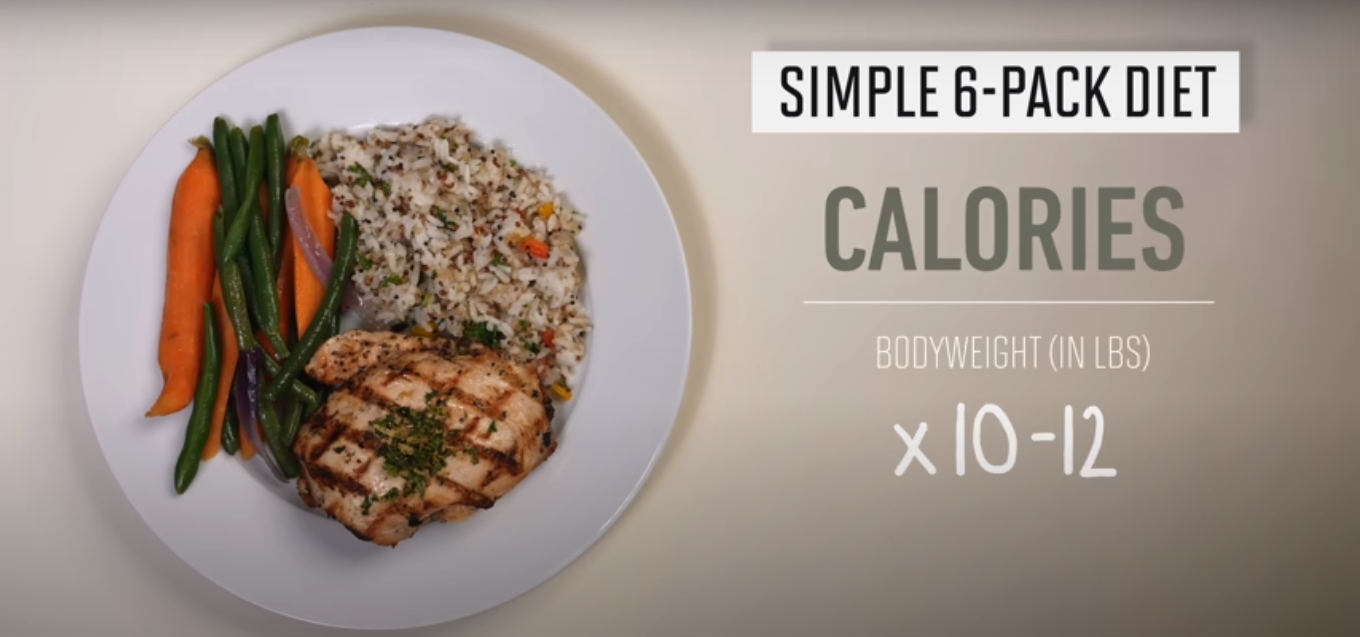 SIMPLE 6-PACK DIET
CALORIES
BODYWEIGHT (IN LBS)
x 10-12